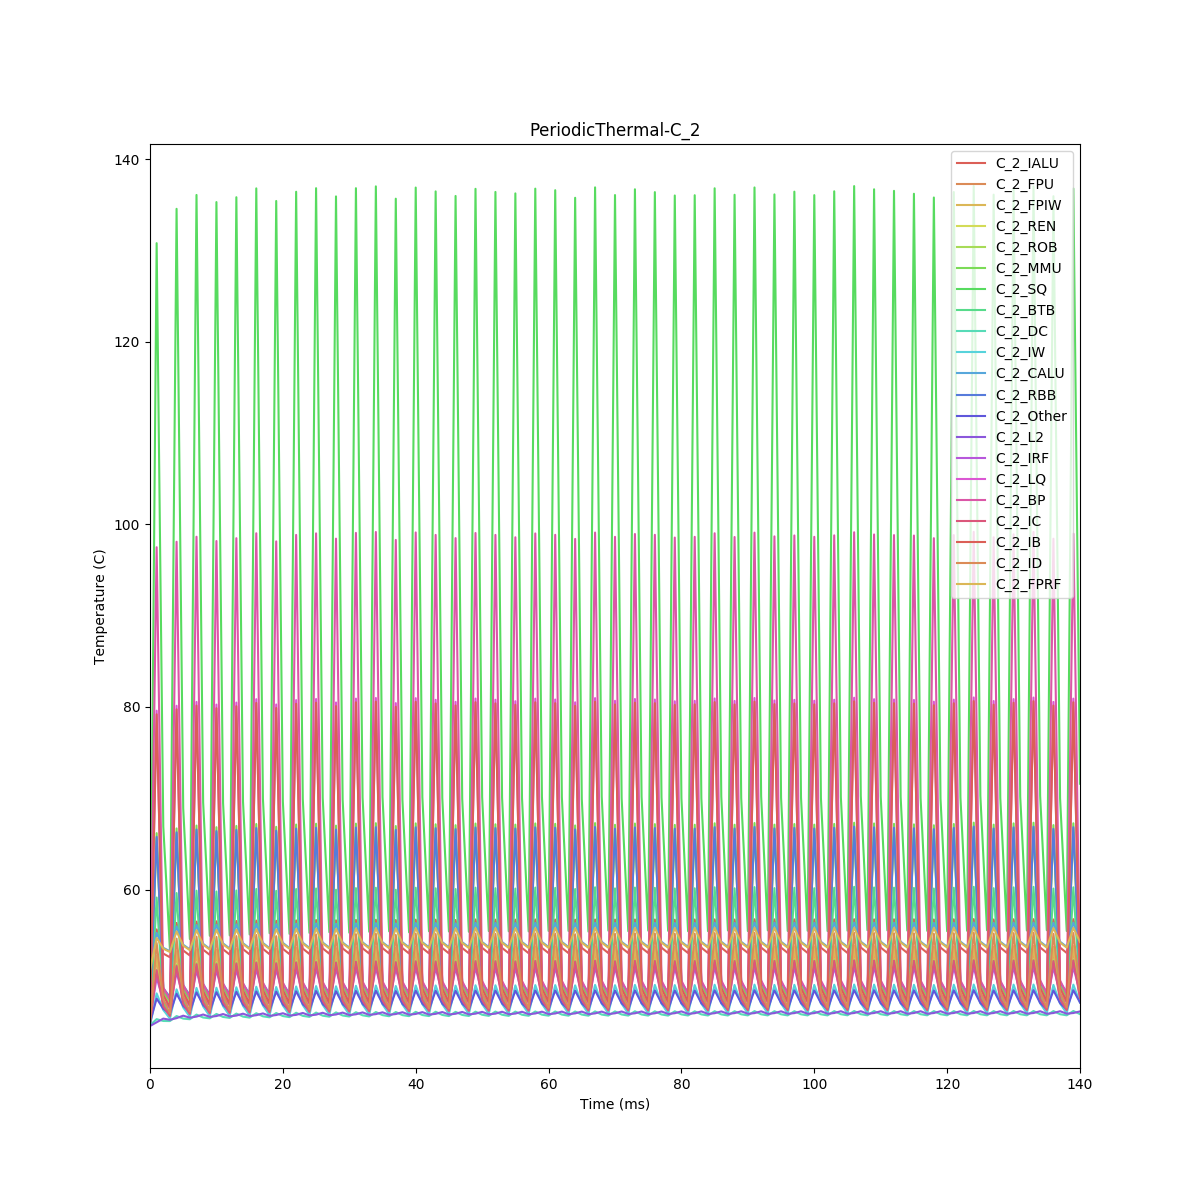 PeriodicThermal-C_2
140
120
100
80
60
Temperature (C)
C_2_IALU
C_2_FPU
C_2_FPIW
C_2_REN
C_2_ROB
C_2_MMU
C_2_SQ
C_2_BTB
C_2_DC
C_2_IW
C_2_CALU
C_2_RBB
C_2_Other
C_2_L2
C_2_IRF
C_2_LQ
C_2_BP
C_2_IC
C_2_IB
C_2_ID
C_2_FPRF
0 20 40 60 80 100 120 140
Time (ms)